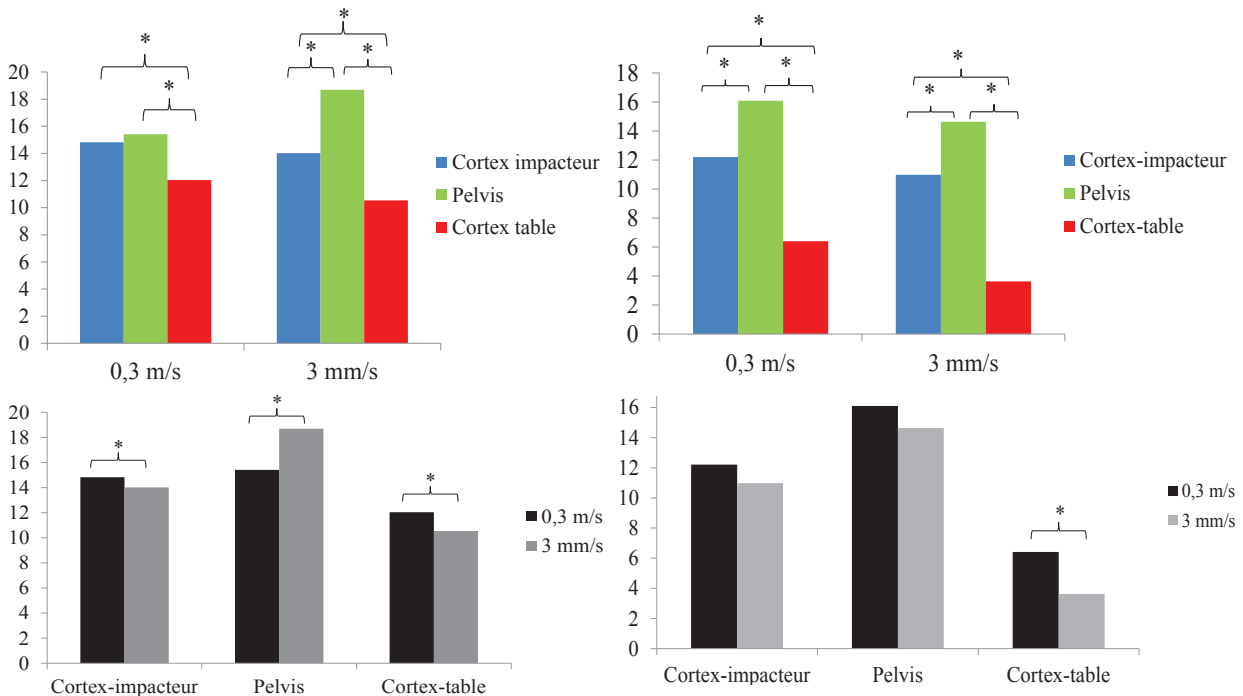 * *
* * *
20
18
16
14
12
10
8
6
4
2
0
0,3 m/s 3 mm/s
Cortex impacteur
Pelvis
Cortex table
* *
* * * *
18
16
14
12
10
8
6
4
2
0
0,3 m/s 3 mm/s
Cortex-impacteur
Pelvis
Cortex-table
* * *
20
18
16
14
12
10
8
6
4
2
0
Cortex-impacteur Pelvis Cortex-table
0,3 m/s
3 mm/s
*
16
14
12
10
8
6
4
2
0
Cortex-impacteur Pelvis Cortex-table
0,3 m/s
3 mm/s